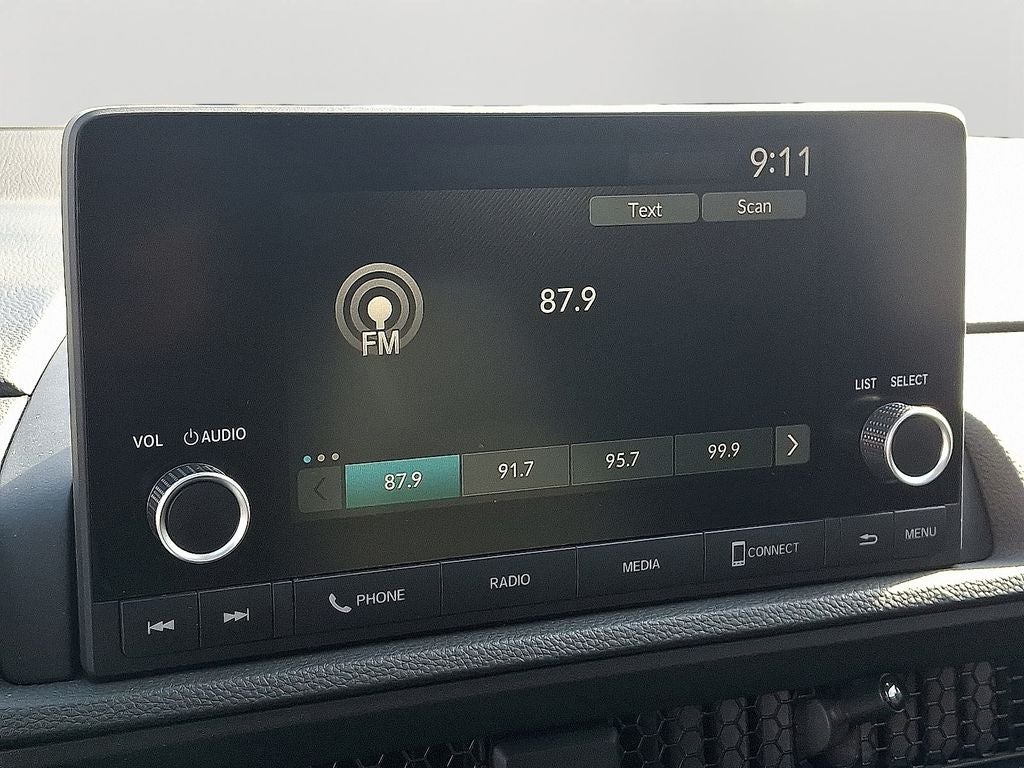 9:11
Text Scan
87.9
FM
LIST SELECT
VOL AUDIO
87.9 91.7 95.7 99.9
PHONE RADIO MEDIA CONNECT MENU